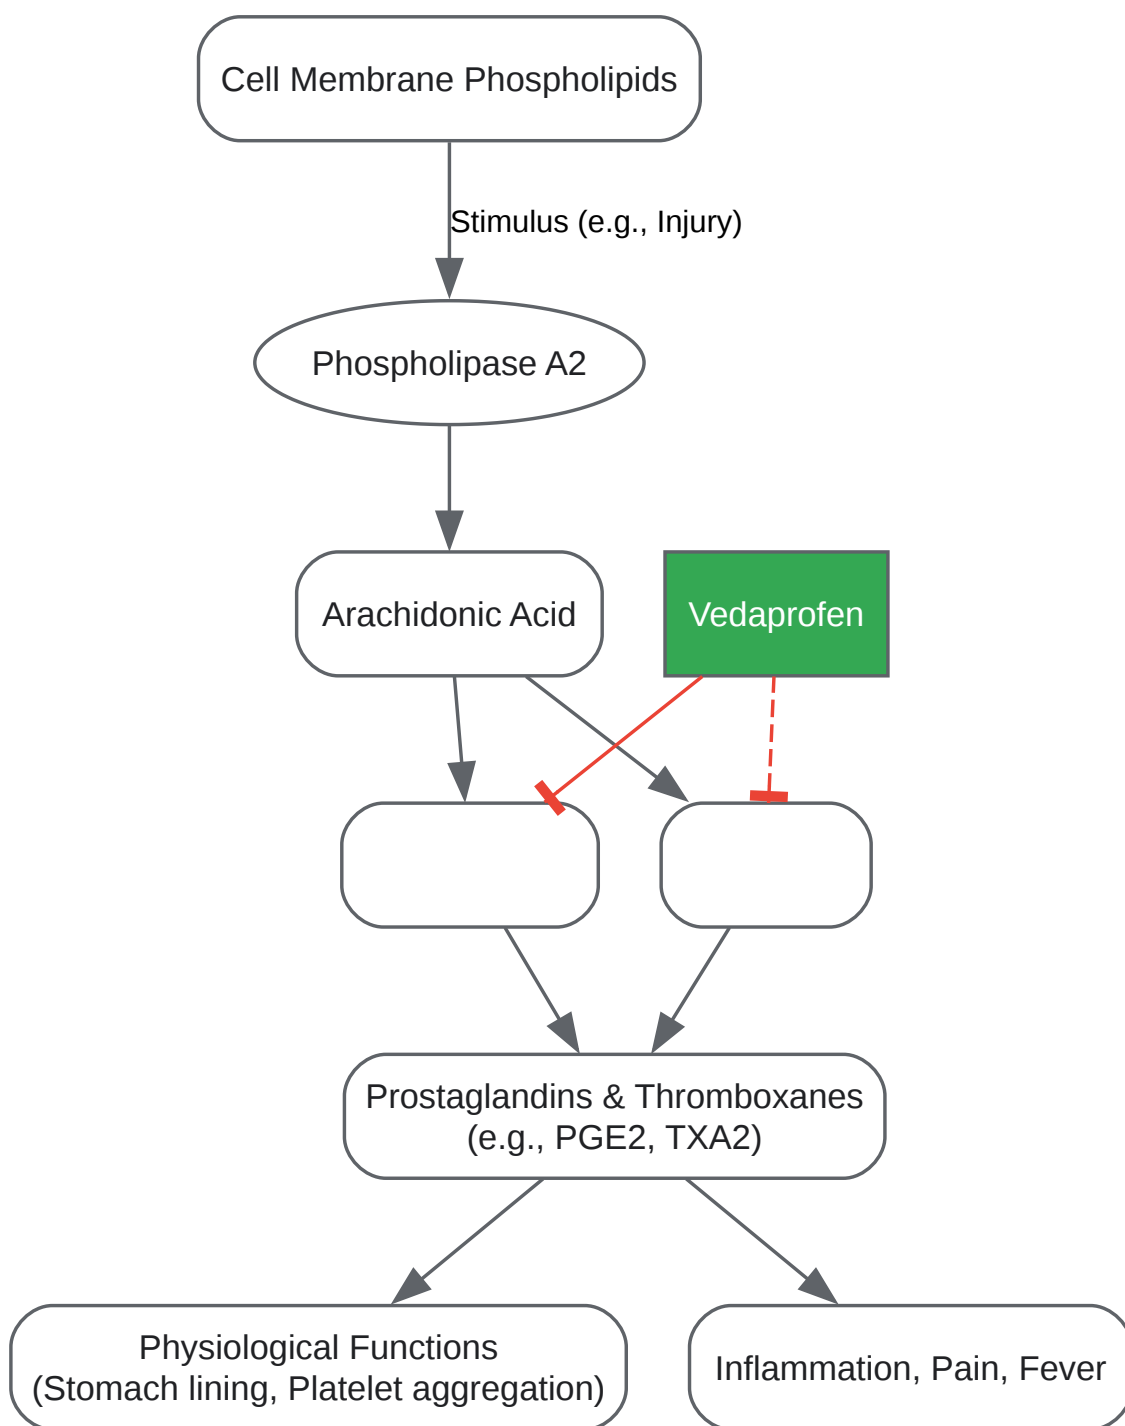 Cell Membrane Phospholipids
Stimulus (e.g., Injury)
Phospholipase A2
Arachidonic Acid
Vedaprofen
Prostaglandins & Thromboxanes
(e.g., PGE2, TXA2)
Physiological Functions
(Stomach lining, Platelet aggregation)
Inflammation, Pain, Fever